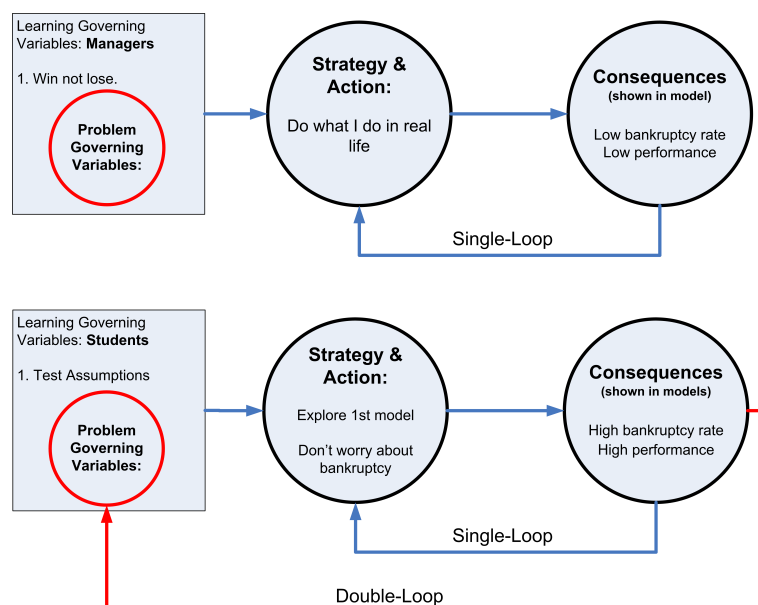 Learning Governing
Variables: Managers
1. Win not lose.
Problem
Governing
Variables:
Strategy &
Action:
Do what I do in real
life
Consequences
(shown in model)
Low bankruptcy rate
Low performance
Single-Loop
Learning Governing
Variables: Students
1. Test Assumptions
Problem
Governing
Variables:
Strategy &
Action:
Explore 1st model
Don't worry about
bankruptcy
Consequences
(shown in models)
High bankruptcy rate
High performance
Single-Loop
Double-Loop